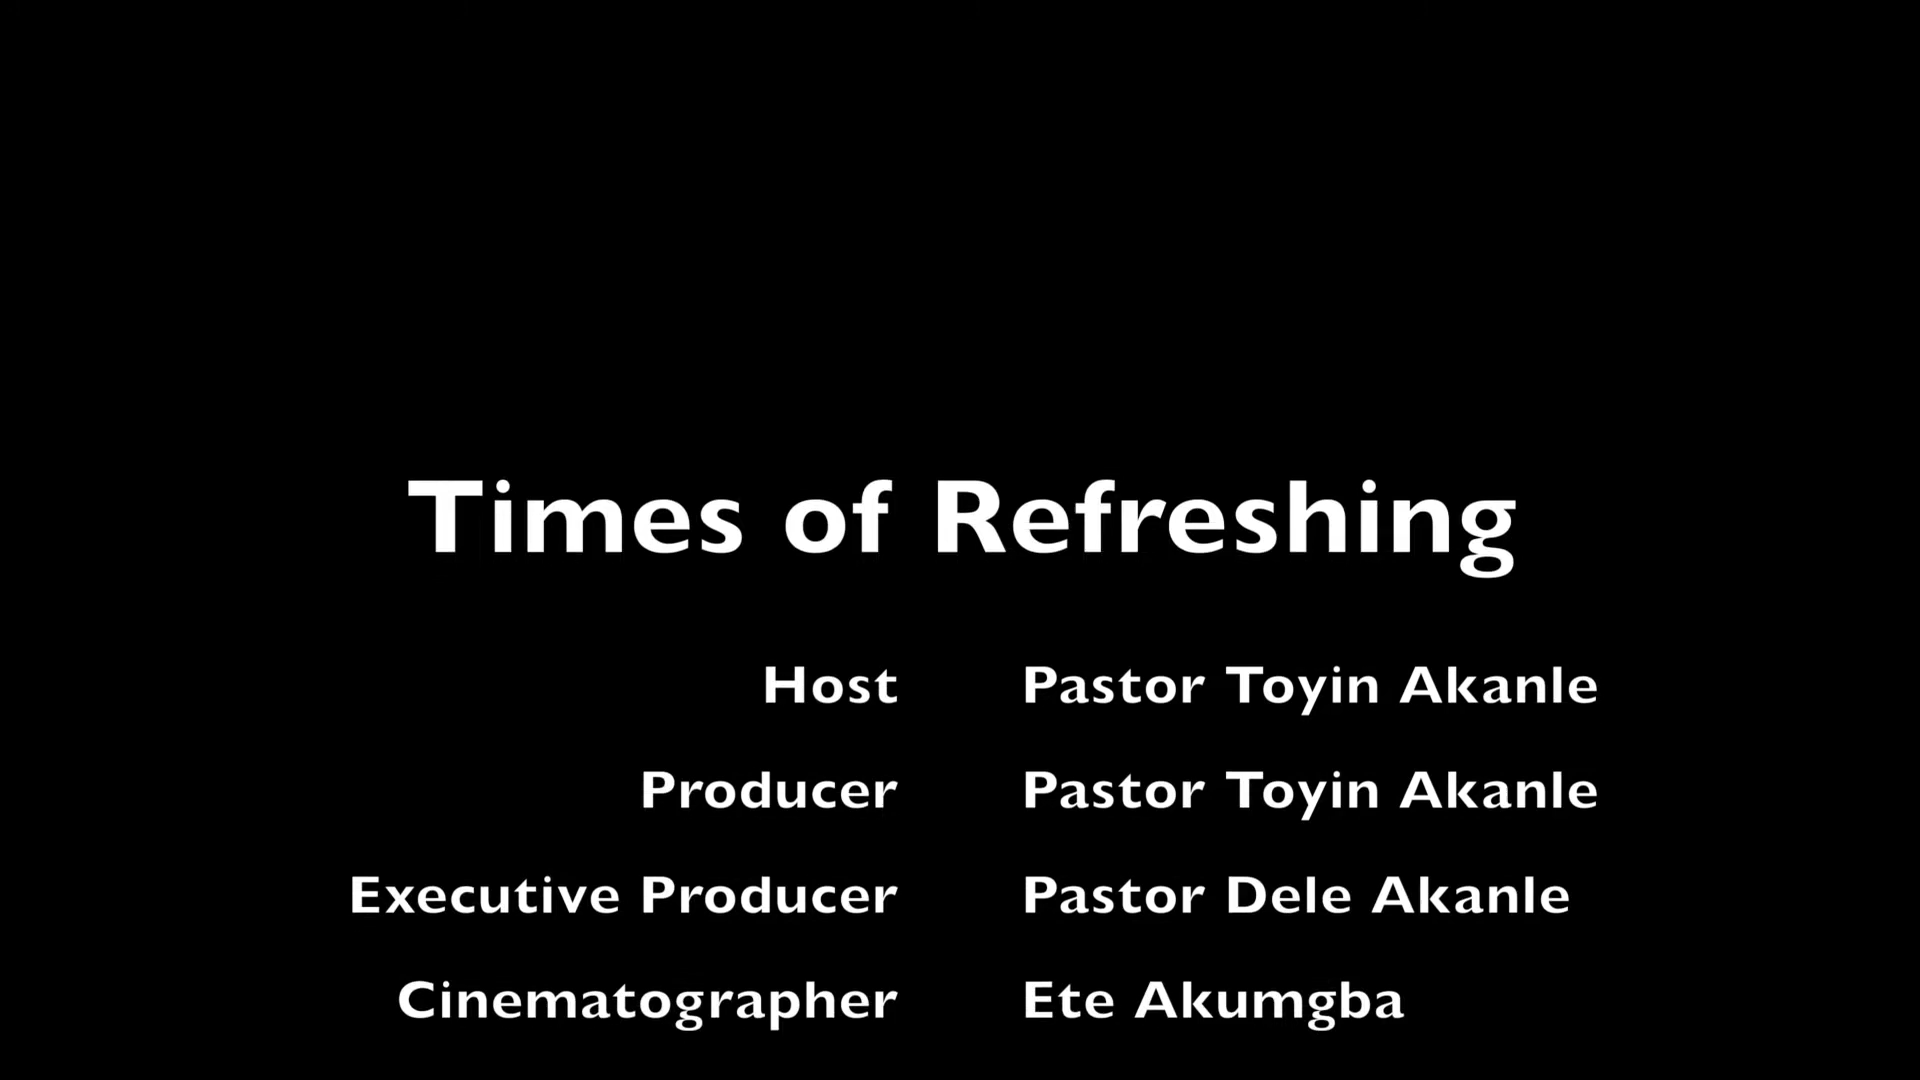 Times of Refreshing
Host Pastor Toyin Akanle
Producer Pastor Toyin Akanle
Executive Producer Pastor Dele Akanle
Cinematographer Ete Akumgba